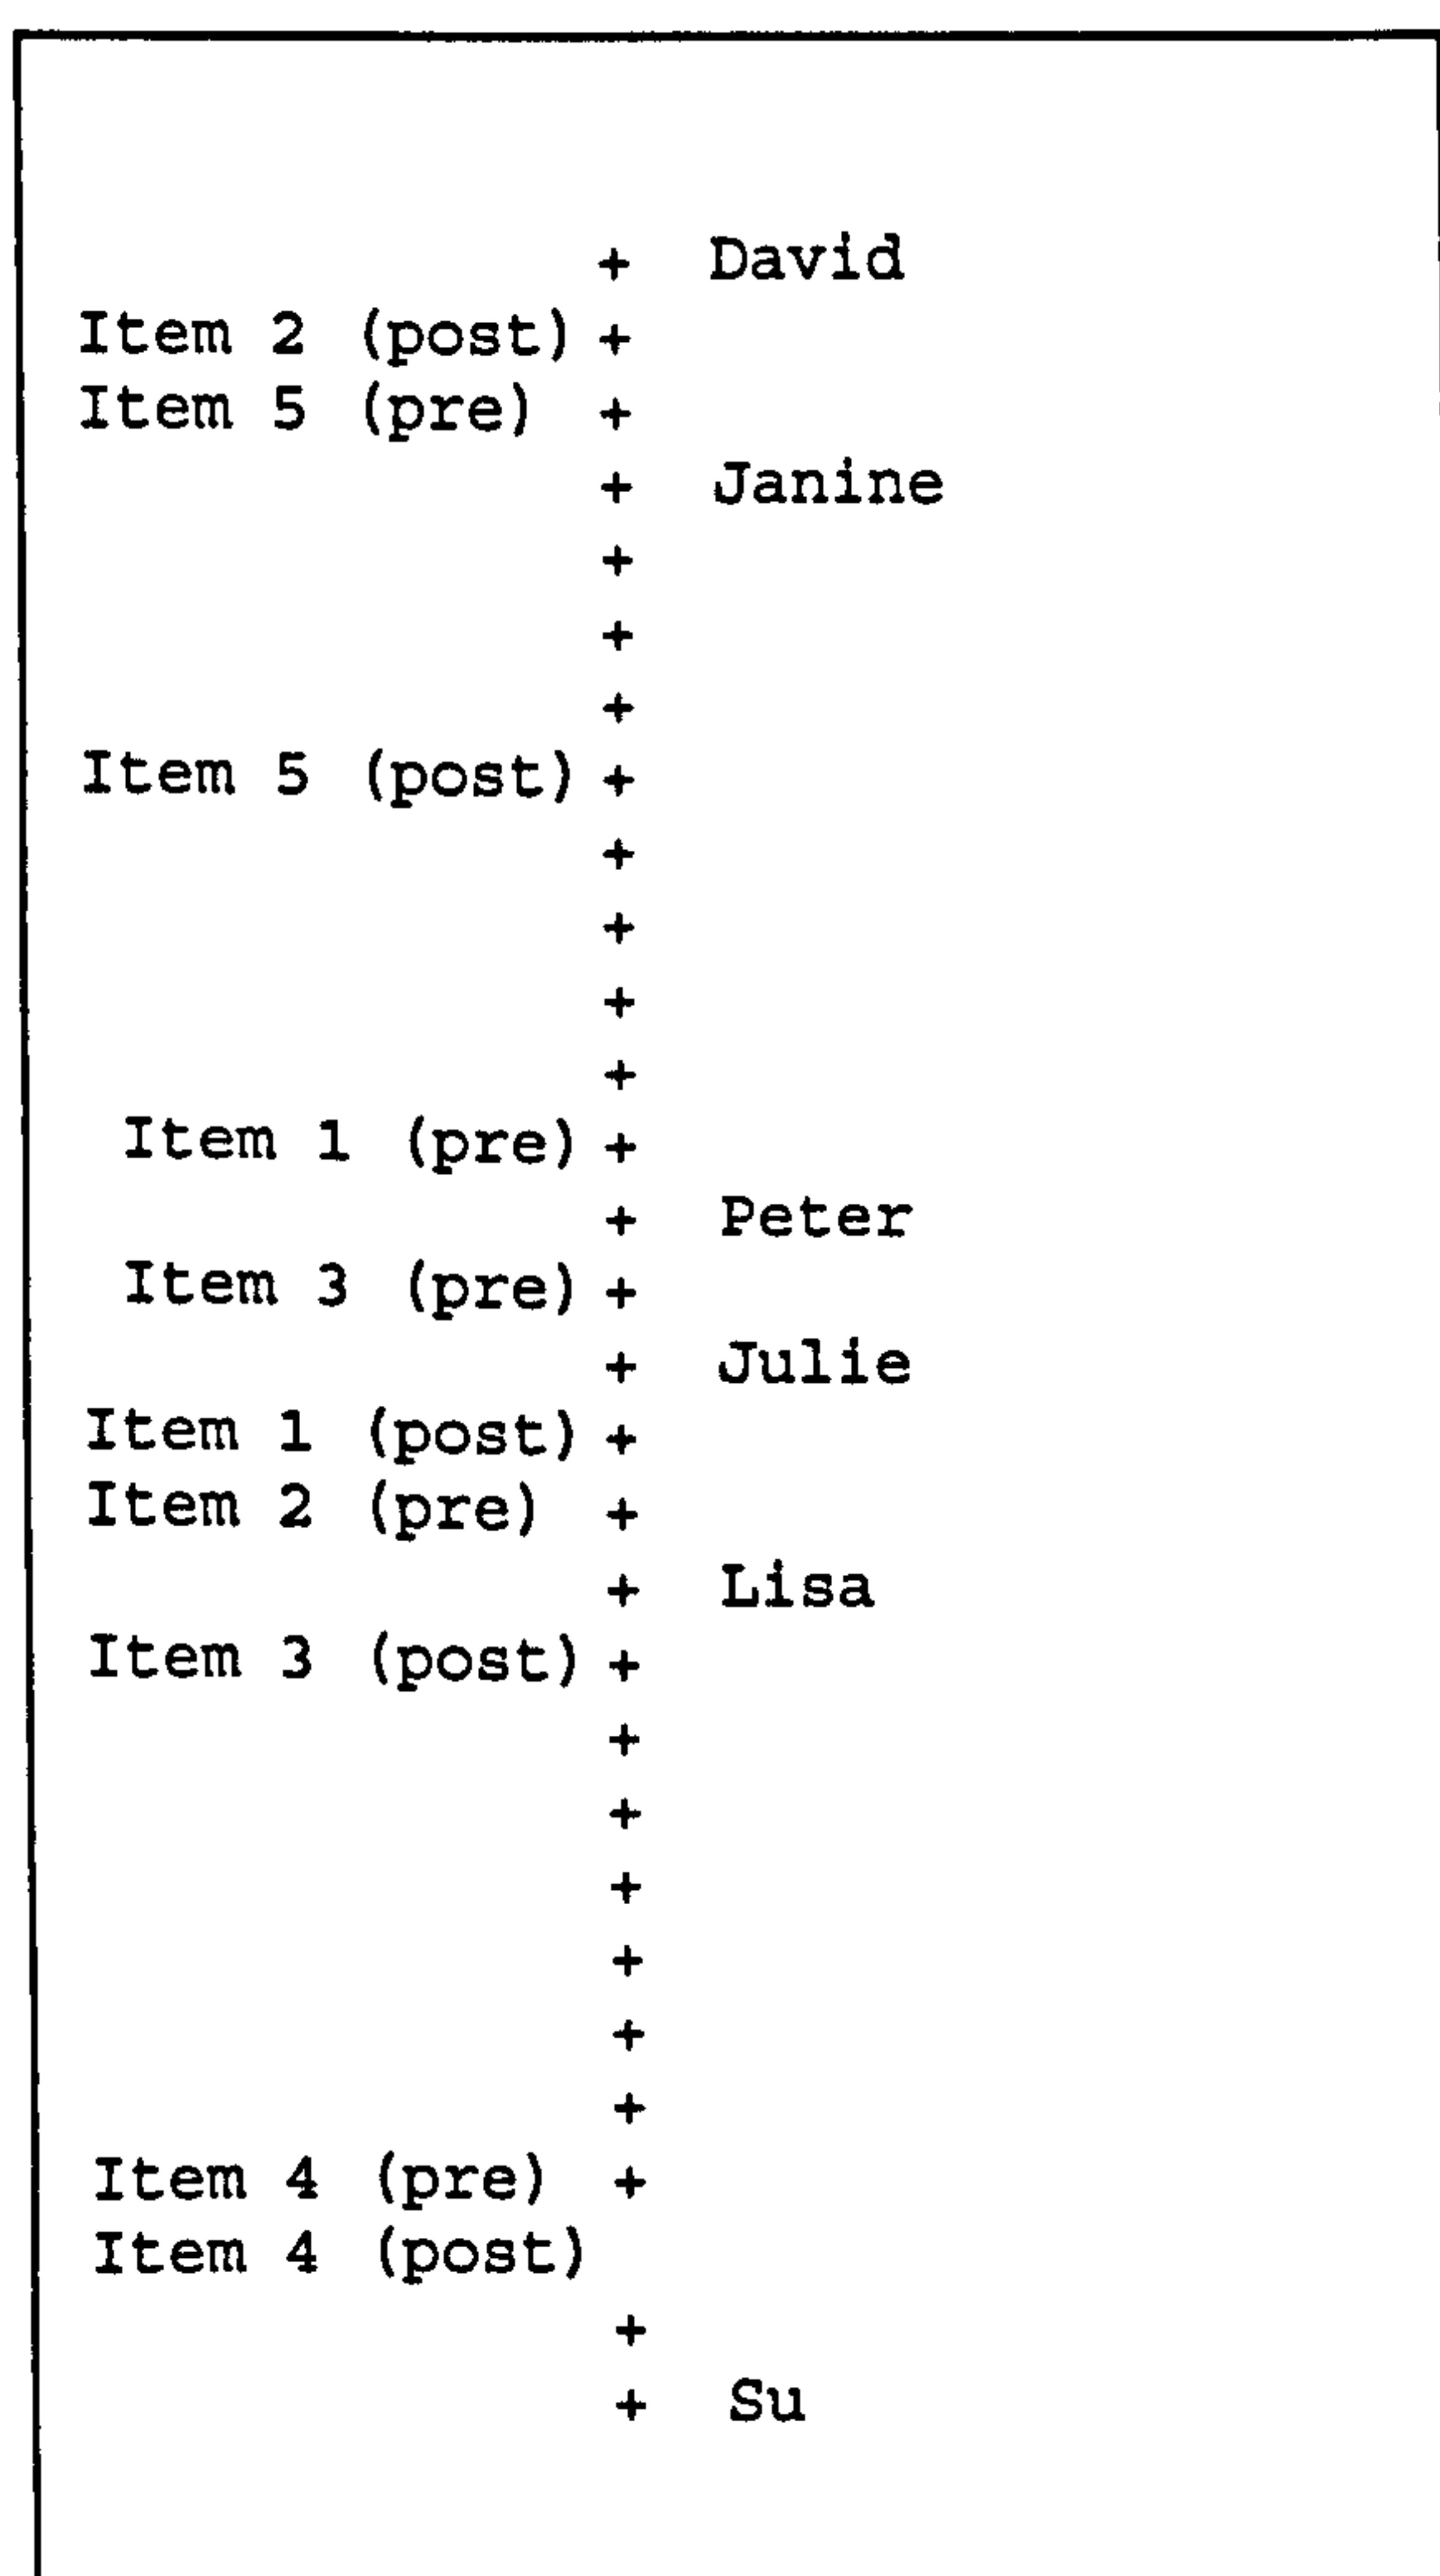 + David
Item 2 (post) +
Item 5 (pre) +
+ Janine
+
+
+
Item 5 (post) +
+
+
+
+
Item 1 (pre) +
+ Peter
Item 3 (pre) +
+ Julie
Item 1 (post) +
Item 2 (pre) +
+ Lisa
Item 3 (post) +
+
+
+
+
+
+
Item 4 (pre) +
Item 4 (post)
+
+ Su